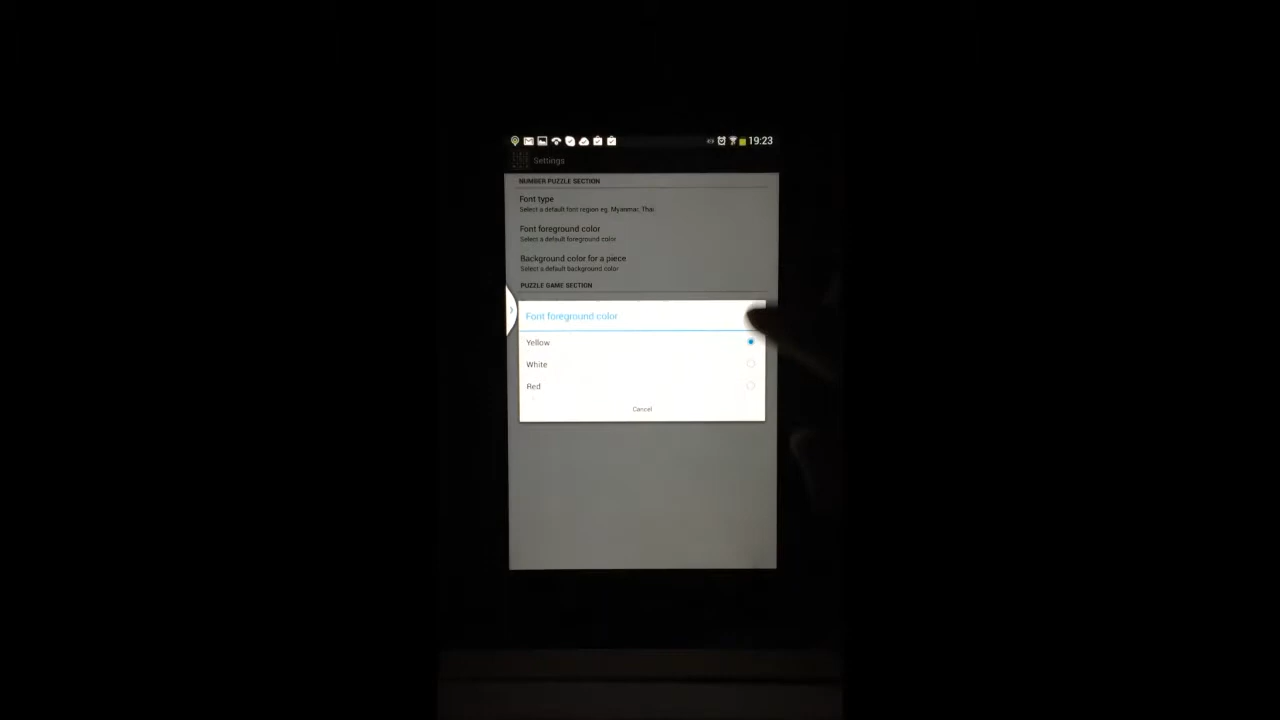 19:23
Settings
NUMBER PUZZLE SECTION
Font type
Select a default font region eg. Myanmar, Thai
Font foreground color
Select a default foreground color
Background color for a piece
Select a default background color
PUZZLE GAME SECTION
Font foreground color
Yellow
White
Red
Cancel